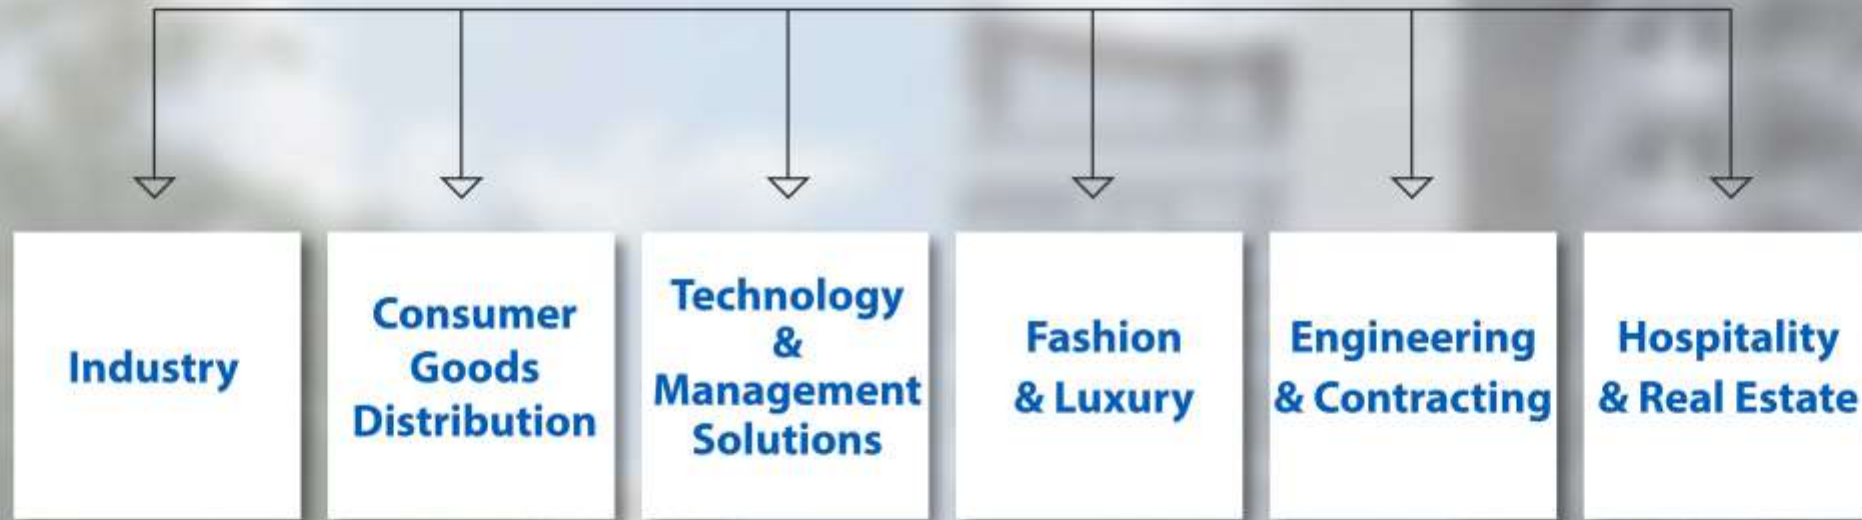 Industry
Consumer
Goods
Distribution
Technology
&
Management
Solutions
Fashion
& Luxury
Engineering
& Contracting
Hospitality
& Real Estate